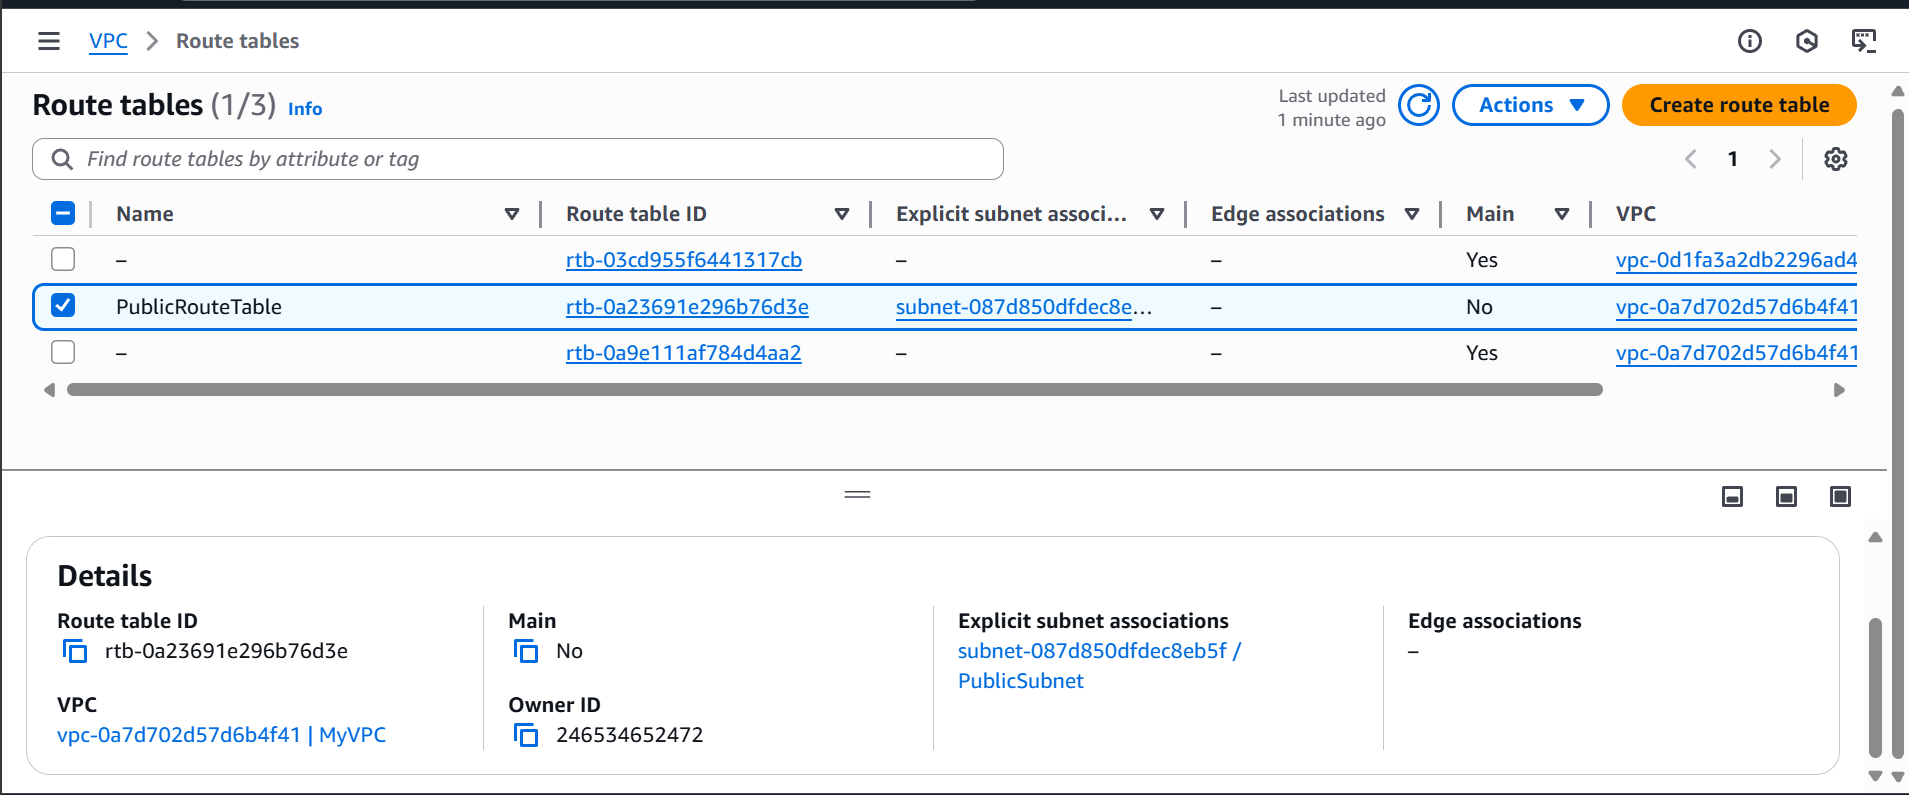 VPC > Route tables
Route tables (1/3) Info
Last updated
1 minute ago
Actions
Create route table
Find route tables by attribute or tag
1
Name Route table ID Explicit subnet associ... Edge associations Main VPC
– rtb-03cd955f6441317cb – – Yes vpc-0d1fa3a2db2296ad4
PublicRouteTable rtb-0a23691e296b76d3e subnet-087d850dfdec8e... – No vpc-0a7d702d57d6b4f41
– rtb-0a9e111af784d4aa2 – – Yes vpc-0a7d702d57d6b4f41
Details
Route table ID
rtb-0a23691e296b76d3e
Main
No
Explicit subnet associations
subnet-087d850dfdec8eb5f /
PublicSubnet
Edge associations
–
VPC
vpc-0a7d702d57d6b4f41 | MyVPC
Owner ID
246534652472